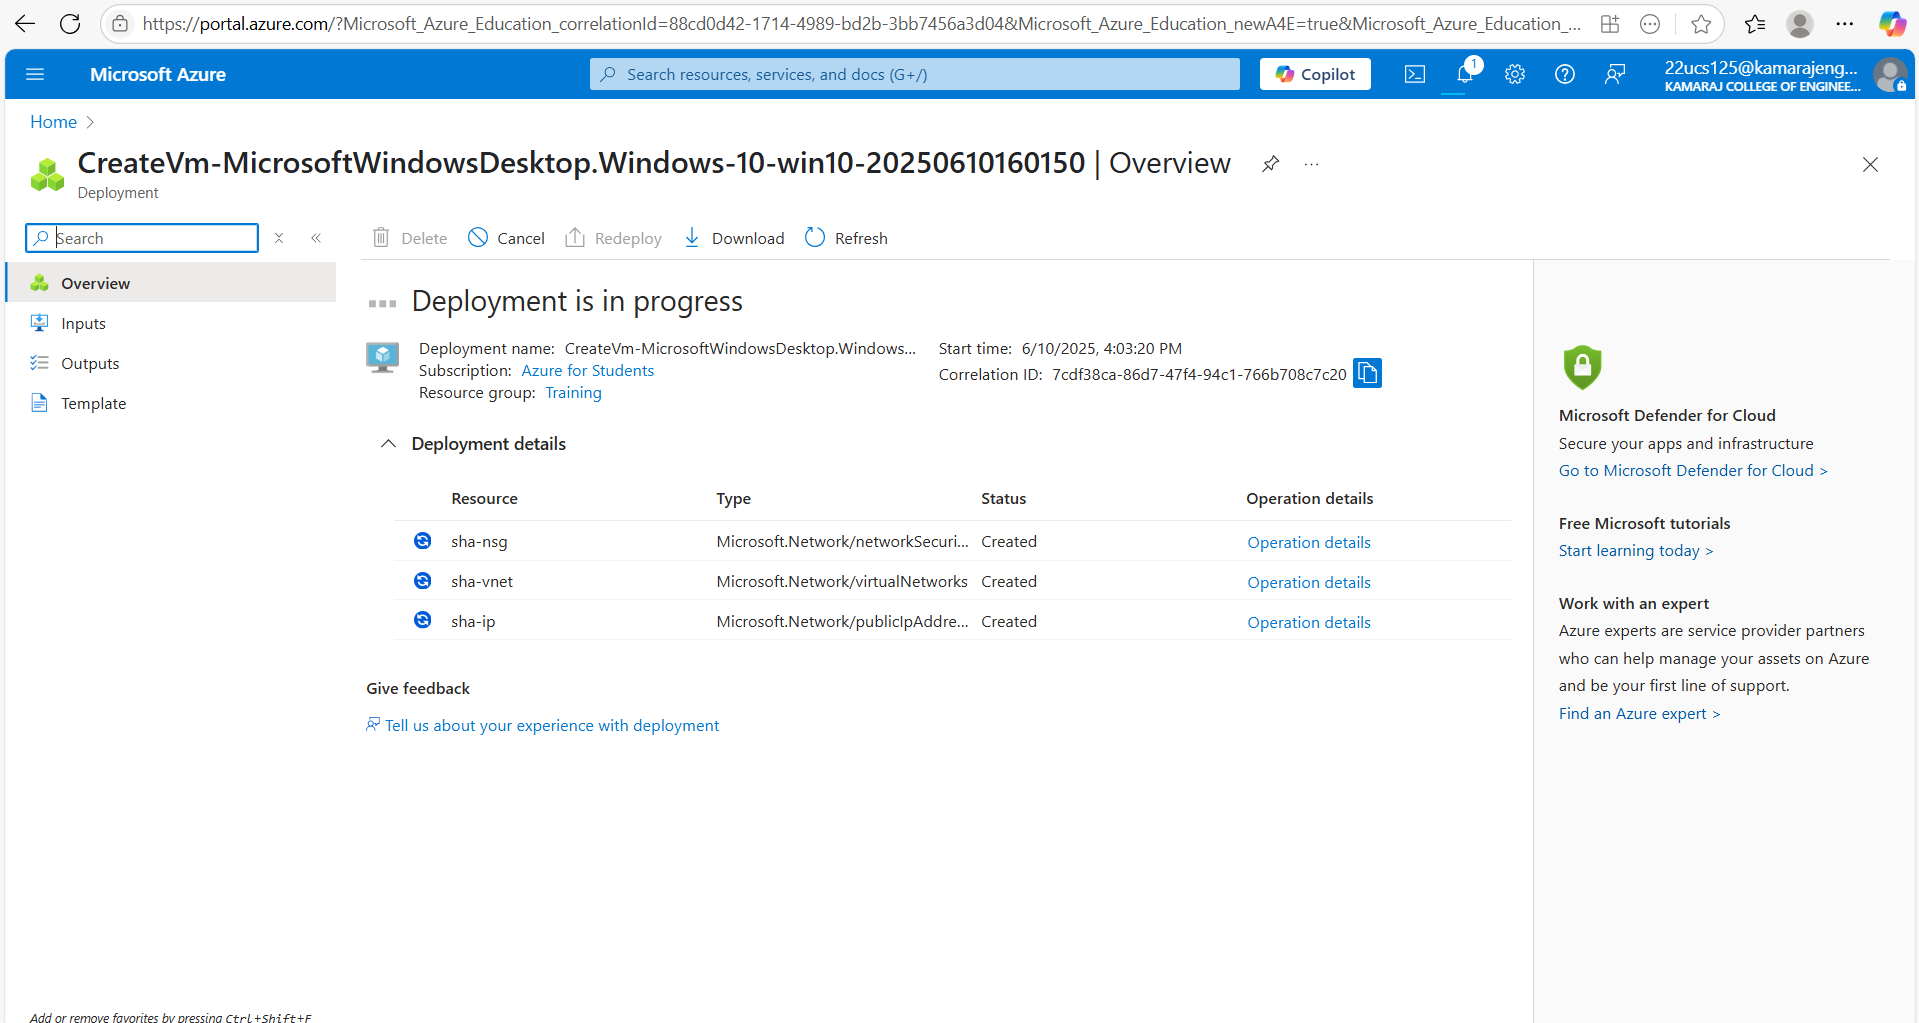 https://portal.azure.com/?Microsoft_Azure_Education_correlationId=88cd0d42-1714-4989-bd2b-3bb7456a3d04&Microsoft_Azure_Education_newA4E=true&Microsoft_Azure_Education_...
Microsoft Azure
Search resources, services, and docs (G+/)
Copilot
1
22ucs125@kamarajeng...
KAMARAJ COLLEGE OF ENGINEE...
Home >
CreateVm-MicrosoftWindowsDesktop.Windows-10-win10-20250610160150 | Overview
Deployment
Search
Delete Cancel Redeploy Download Refresh
Overview
Inputs
Outputs
Template
Deployment is in progress
Deployment name: CreateVm-MicrosoftWindowsDesktop.Windows...
Subscription: Azure for Students
Resource group: Training
Start time: 6/10/2025, 4:03:20 PM
Correlation ID: 7cdf38ca-86d7-47f4-94c1-766b708c7c20
Deployment details
Resource Type Status Operation details
sha-nsg Microsoft.Network/networkSecuri... Created Operation details
sha-vnet Microsoft.Network/virtualNetworks Created Operation details
sha-ip Microsoft.Network/publicIpAddre... Created Operation details
Give feedback
Tell us about your experience with deployment
Microsoft Defender for Cloud
Secure your apps and infrastructure
Go to Microsoft Defender for Cloud >
Free Microsoft tutorials
Start learning today >
Work with an expert
Azure experts are service provider partners
who can help manage your assets on Azure
and be your first line of support.
Find an Azure expert >
Add or remove favorites by pressing Ctrl+Shift+F